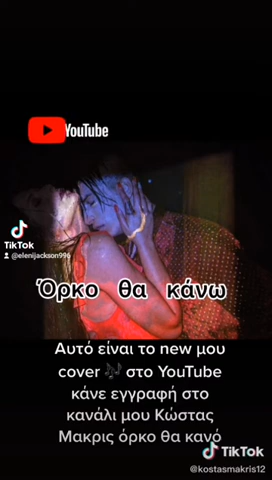 YouTube
TikTok
@elenijackson996
Όρκο θα κάνω
Αυτό είναι το new μου
cover 🎶 στο YouTube
κάνε εγγραφή στο
κανάλι μου Κώστας
Μακρις όρκο θα κανό
TikTok
@kostasmakris12